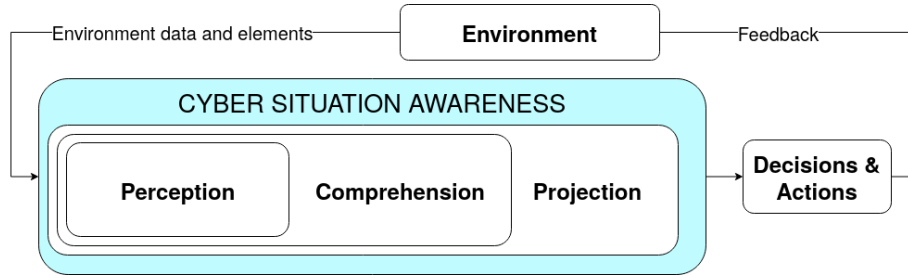 Environment data and elements
Environment
Feedback
CYBER SITUATION AWARENESS
Perception
Comprehension
Projection
Decisions &
Actions